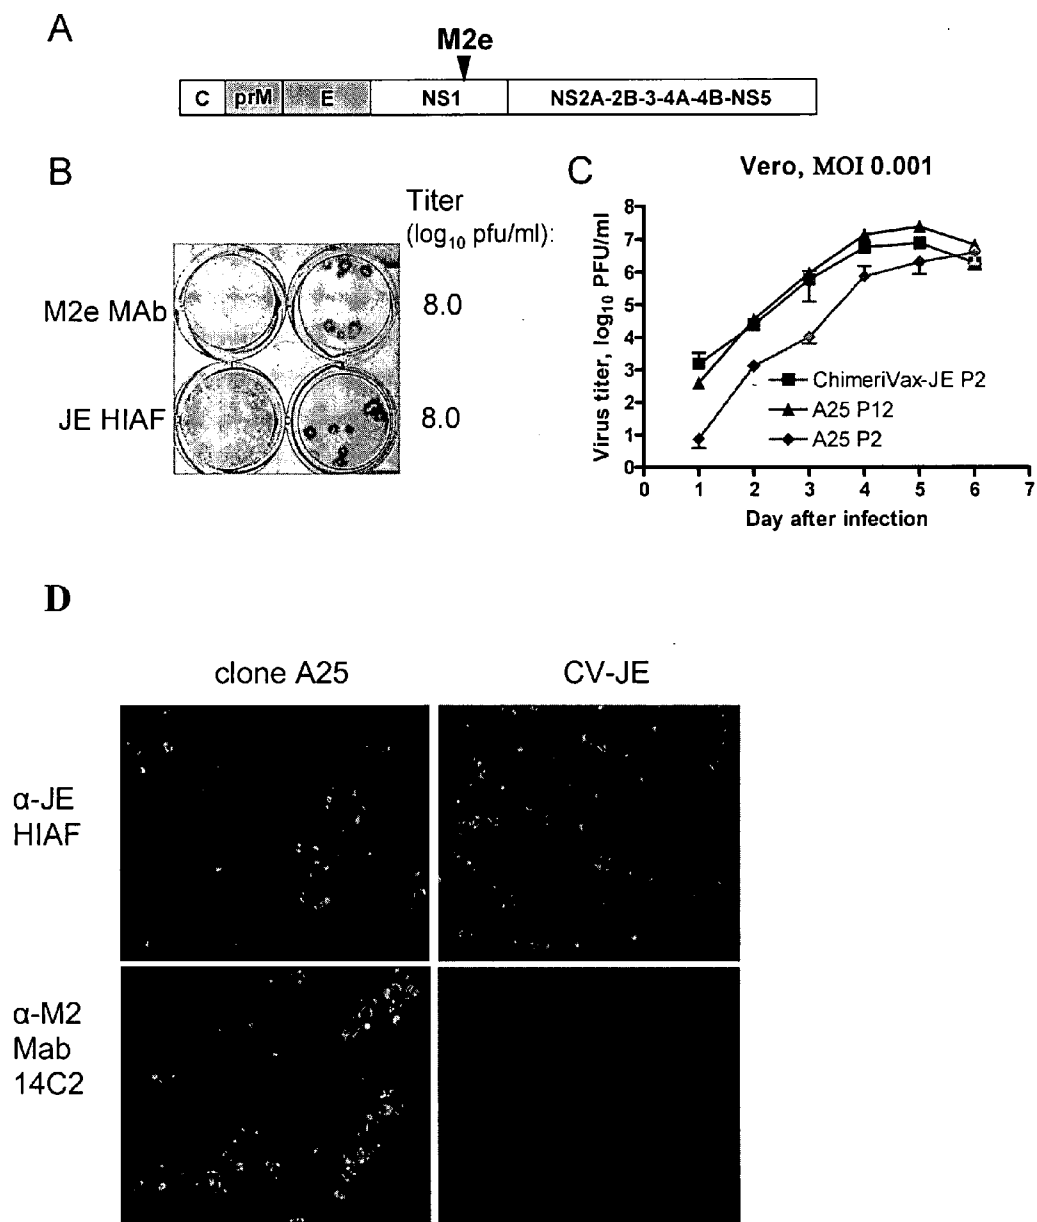 A
M2e
C prM E NS1 NS2A-2B-3-4A-4B-NS5
B
Titer
(log10 pfu/ml):
M2e MAb 8.0
JE HIAF 8.0
C
Vero, MOI 0.001
Virus titer, log10 PFU/ml
8
7
6
5
4
3
2
1
0
ChimeriVax-JE P2
A25 P12
A25 P2
0 1 2 3 4 5 6 7
Day after infection
D
clone A25 CV-JE
α-JE
HIAF
α-M2
Mab
14C2